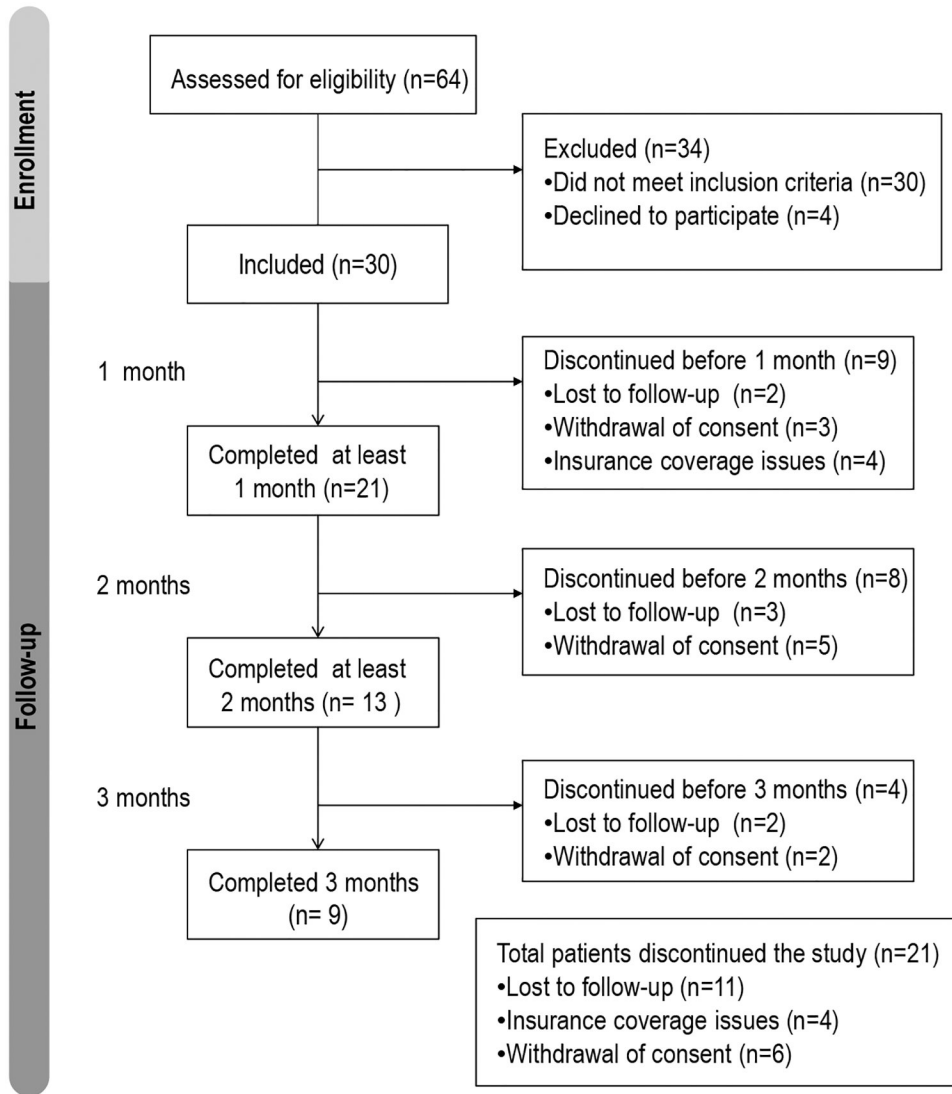 Enrollment
Assessed for eligibility (n=64)
Excluded (n=34)
•Did not meet inclusion criteria (n=30)
•Declined to participate (n=4)
Included (n=30)
Follow-up
1 month
Discontinued before 1 month (n=9)
•Lost to follow-up (n=2)
•Withdrawal of consent (n=3)
•Insurance coverage issues (n=4)
Completed at least
1 month (n=21)
2 months
Discontinued before 2 months (n=8)
•Lost to follow-up (n=3)
•Withdrawal of consent (n=5)
Completed at least
2 months (n= 13 )
3 months
Discontinued before 3 months (n=4)
•Lost to follow-up (n=2)
•Withdrawal of consent (n=2)
Completed 3 months
(n= 9)
Total patients discontinued the study (n=21)
•Lost to follow-up (n=11)
•Insurance coverage issues (n=4)
•Withdrawal of consent (n=6)